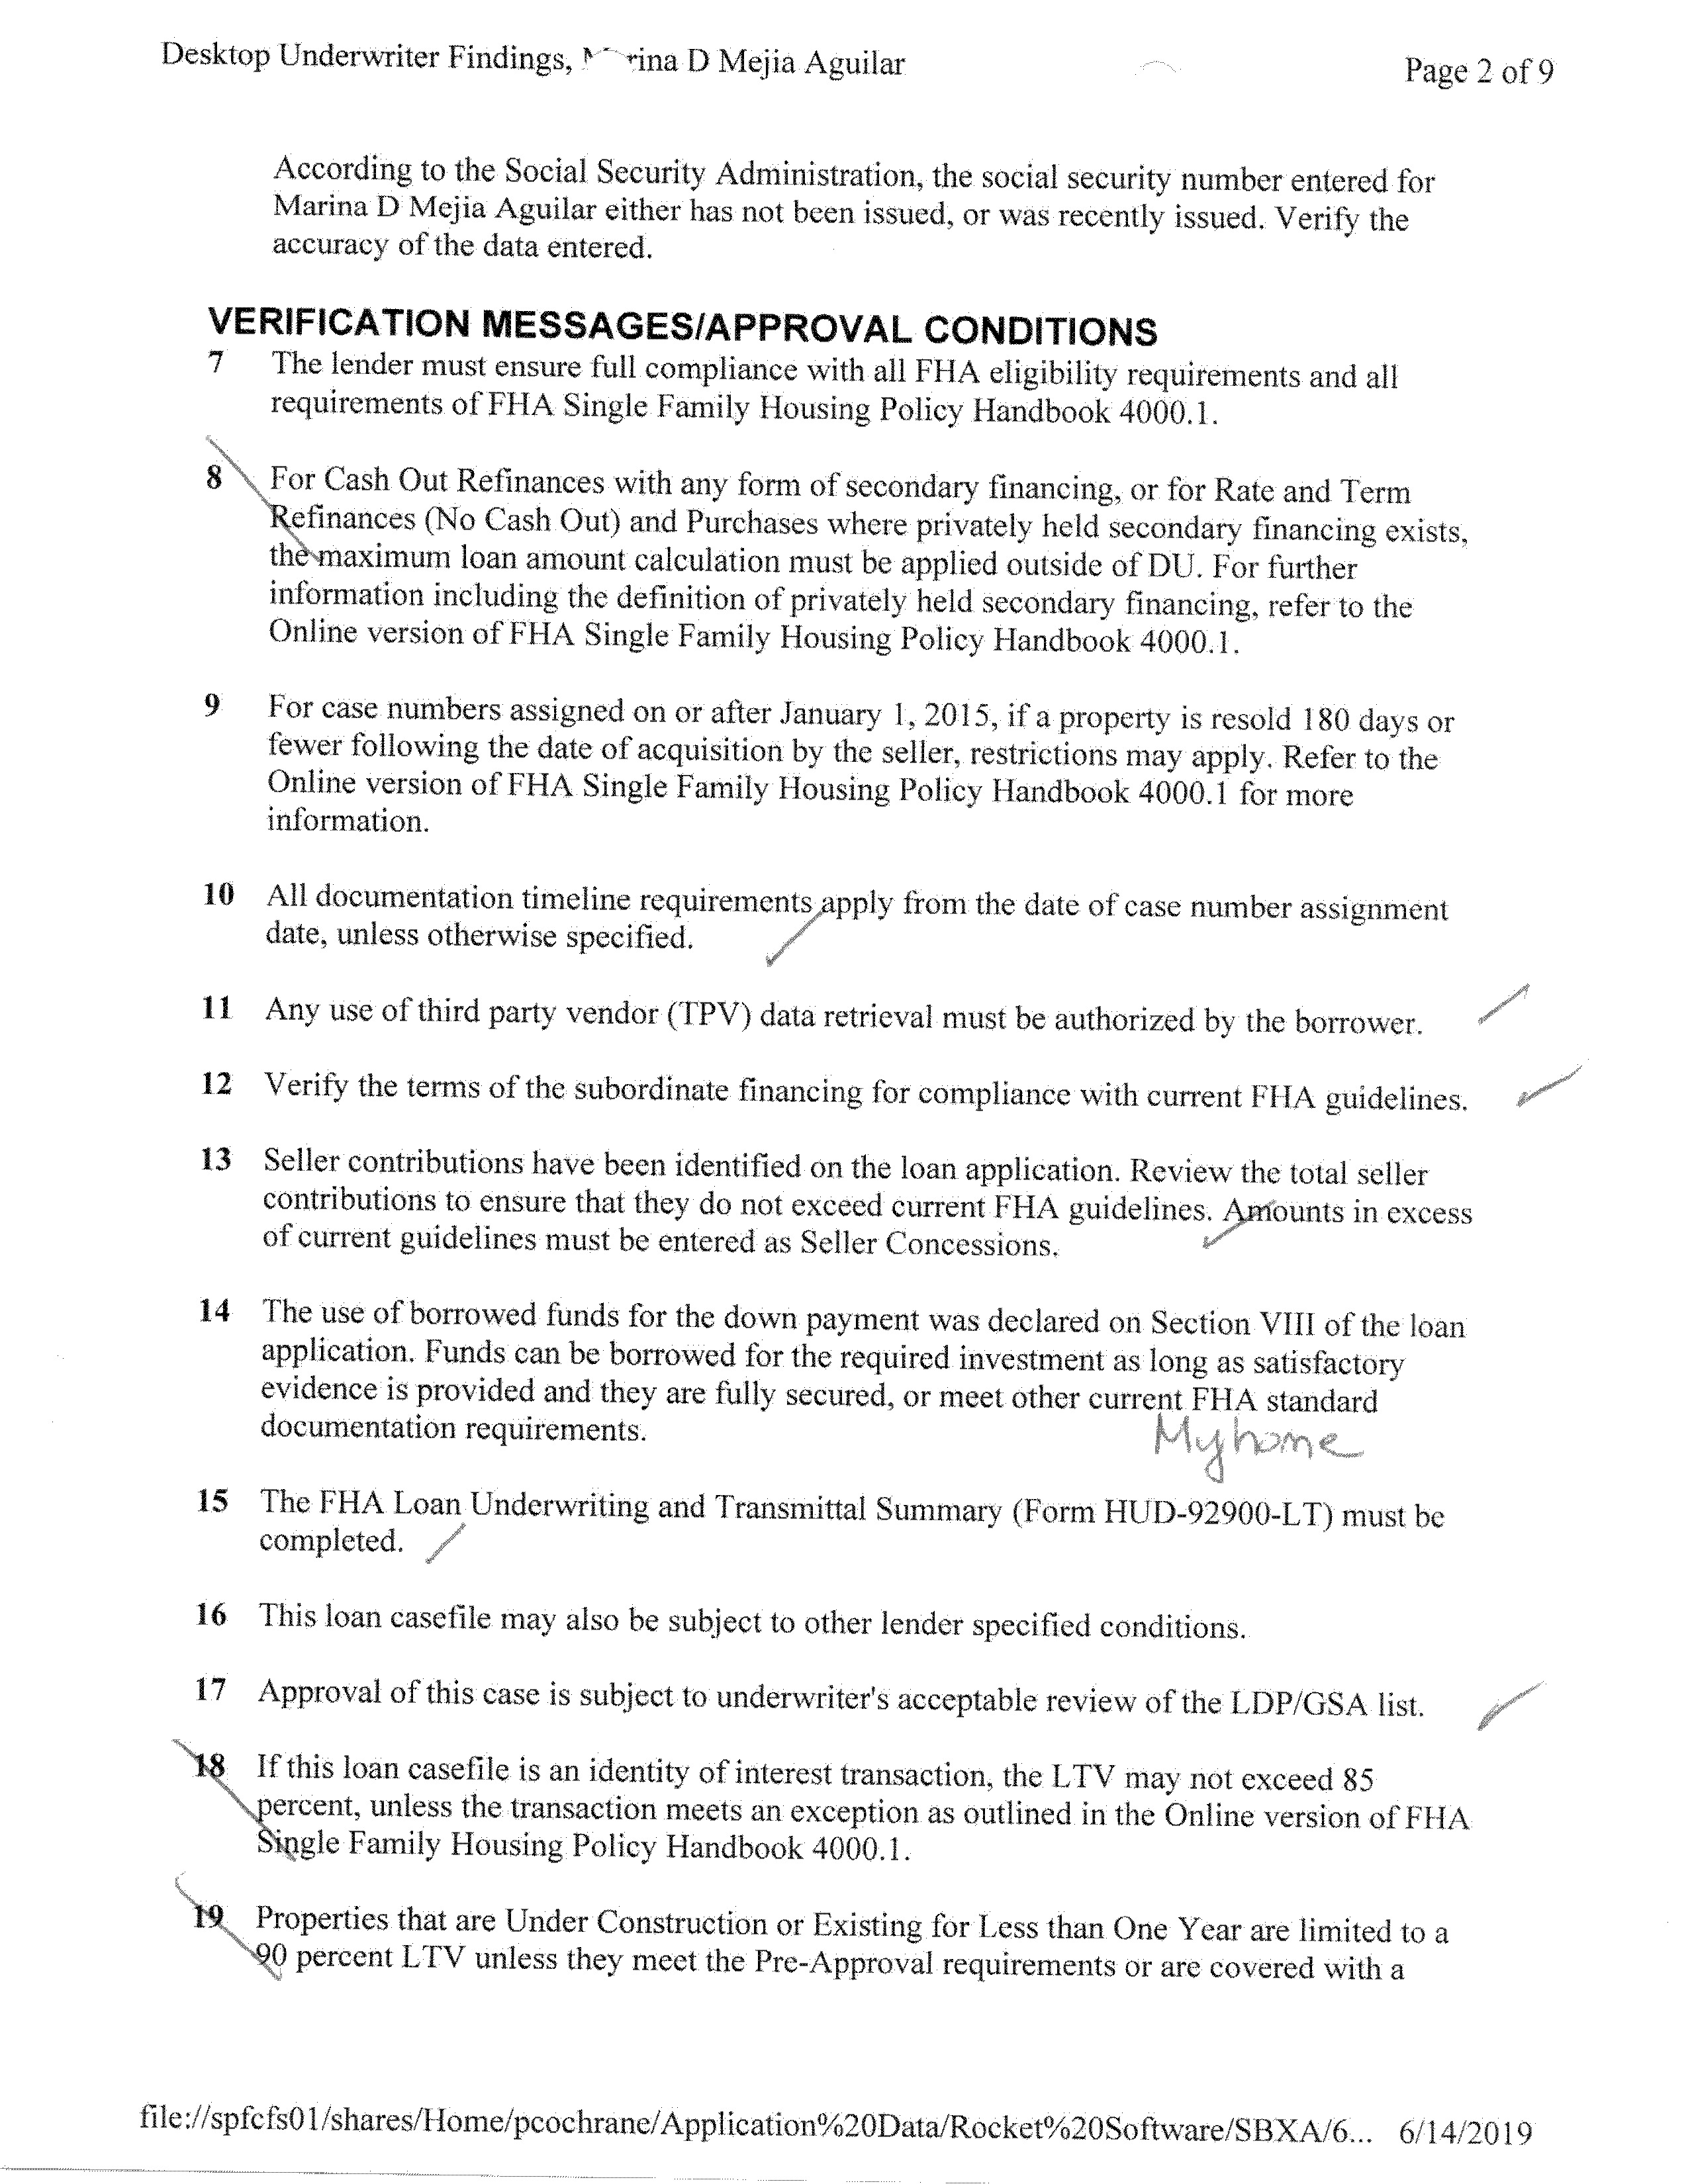 Desktop Underwriter Findings, Marina D Mejia Aguilar
Page 2 of 9
According to the Social Security Administration, the social security number entered for
Marina D Mejia Aguilar either has not been issued, or was recently issued. Verify the
accuracy of the data entered.
VERIFICATION MESSAGES/APPROVAL CONDITIONS
7 The lender must ensure full compliance with all FHA eligibility requirements and all
requirements of FHA Single Family Housing Policy Handbook 4000.1.
8 For Cash Out Refinances with any form of secondary financing, or for Rate and Term
Refinances (No Cash Out) and Purchases where privately held secondary financing exists,
the maximum loan amount calculation must be applied outside of DU. For further
information including the definition of privately held secondary financing, refer to the
Online version of FHA Single Family Housing Policy Handbook 4000.1.
9 For case numbers assigned on or after January 1, 2015, if a property is resold 180 days or
fewer following the date of acquisition by the seller, restrictions may apply. Refer to the
Online version of FHA Single Family Housing Policy Handbook 4000.1 for more
information.
10 All documentation timeline requirements apply from the date of case number assignment
date, unless otherwise specified.
11 Any use of third party vendor (TPV) data retrieval must be authorized by the borrower.
12 Verify the terms of the subordinate financing for compliance with current FHA guidelines.
13 Seller contributions have been identified on the loan application. Review the total seller
contributions to ensure that they do not exceed current FHA guidelines. Amounts in excess
of current guidelines must be entered as Seller Concessions.
14 The use of borrowed funds for the down payment was declared on Section VIII of the loan
application. Funds can be borrowed for the required investment as long as satisfactory
evidence is provided and they are fully secured, or meet other current FHA standard
documentation requirements.
Myhome
15 The FHA Loan Underwriting and Transmittal Summary (Form HUD-92900-LT) must be
completed.
16 This loan casefile may also be subject to other lender specified conditions.
17 Approval of this case is subject to underwriter's acceptable review of the LDP/GSA list.
18 If this loan casefile is an identity of interest transaction, the LTV may not exceed 85
percent, unless the transaction meets an exception as outlined in the Online version of FHA
Single Family Housing Policy Handbook 4000.1.
19 Properties that are Under Construction or Existing for Less than One Year are limited to a
90 percent LTV unless they meet the Pre-Approval requirements or are covered with a
file://spfcfs01/shares/Home/pcochrane/Application%20Data/Rocket%20Software/SBXA/6... 6/14/2019